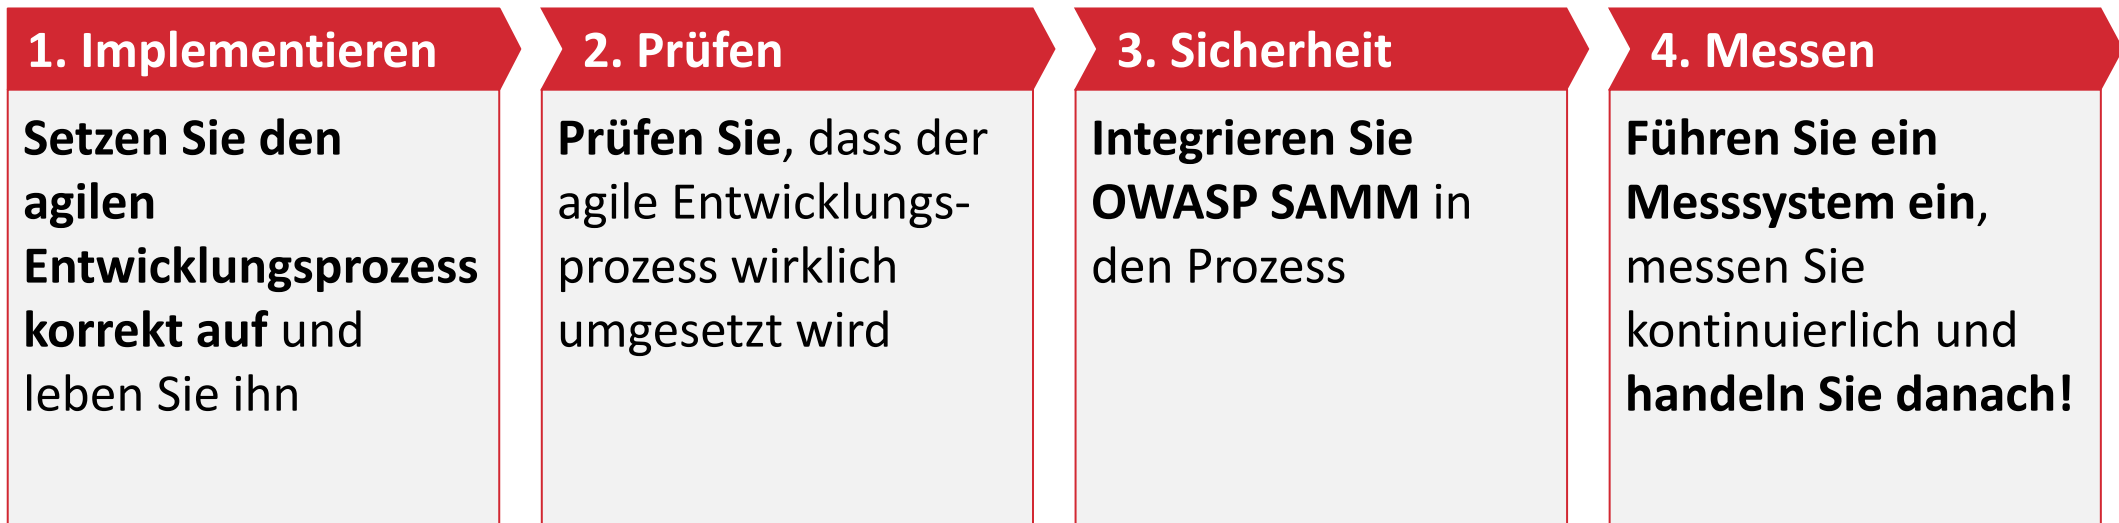 1. Implementieren
Setzen Sie den
agilen
Entwicklungsprozess
korrekt auf und
leben Sie ihn
2. Prüfen
Prüfen Sie, dass der
agile Entwicklungs-
prozess wirklich
umgesetzt wird
3. Sicherheit
Integrieren Sie
OWASP SAMM in
den Prozess
4. Messen
Führen Sie ein
Messsystem ein,
messen Sie
kontinuierlich und
handeln Sie danach!